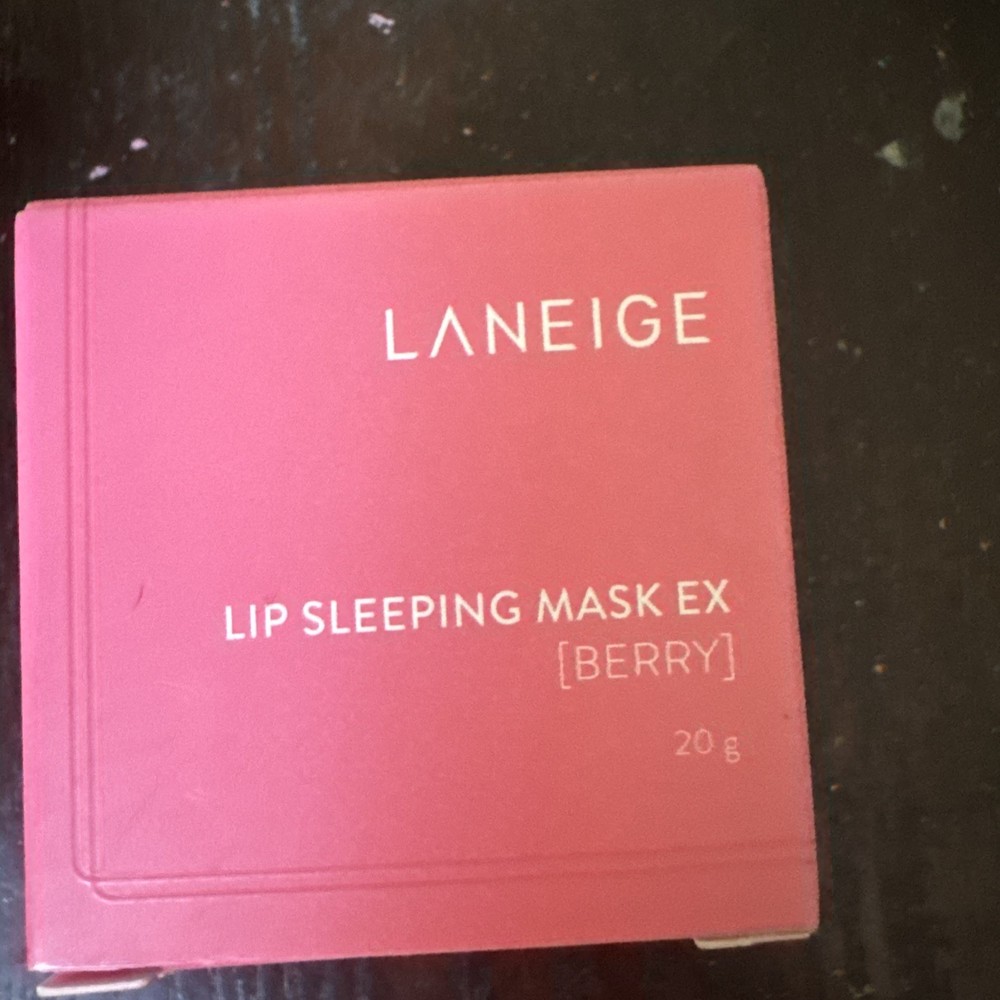 LANEIGE
LIP SLEEPING MASK EX
[BERRY]
20 g